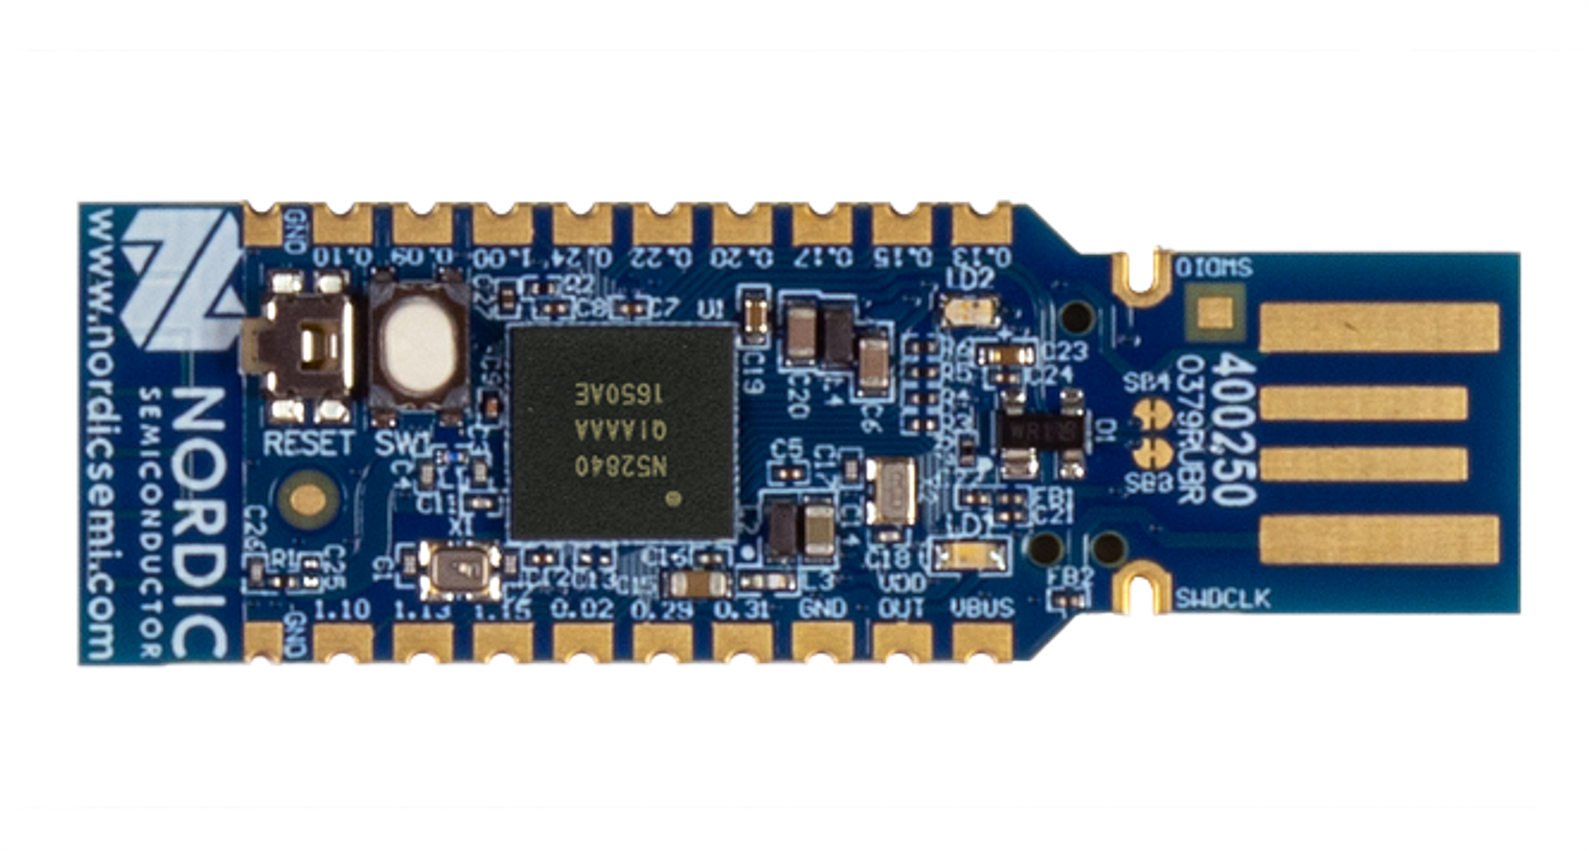 www.nordicsemi.com
NORDIC
SEMICONDUCTOR
GND
0.10
0.09
1.00
0.24
0.22
0.20
0.17
0.15
0.13
SWDIO
LD2
R2
C8
C7
U1
C19
C20
C6
C23
C24
R5
SB4
D1
SB3
400250
0379RUBR
RESET
SW1
N52840
QIAAAA
1650AE
C5
C17
C4
X1
C1
FB1
C21
LD1
C14
C18
C16
C15
C12
C13
L3
C26
R1
C25
FB2
SWDCLK
GND
1.10
1.13
1.15
0.02
0.29
0.31
GND
VDD
OUT
VBUS